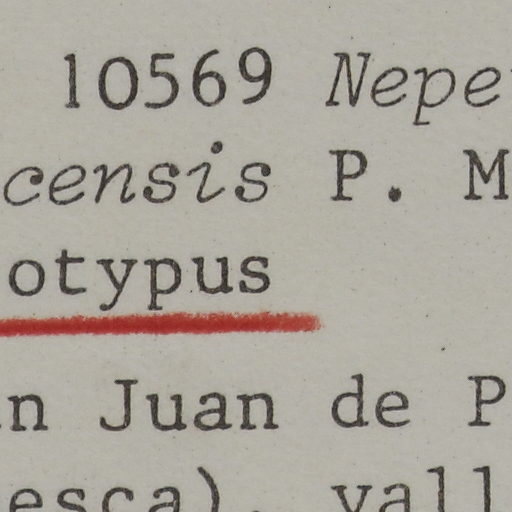 10569 Nepe
censis P. M
otypus
n Juan de P
esca), vall